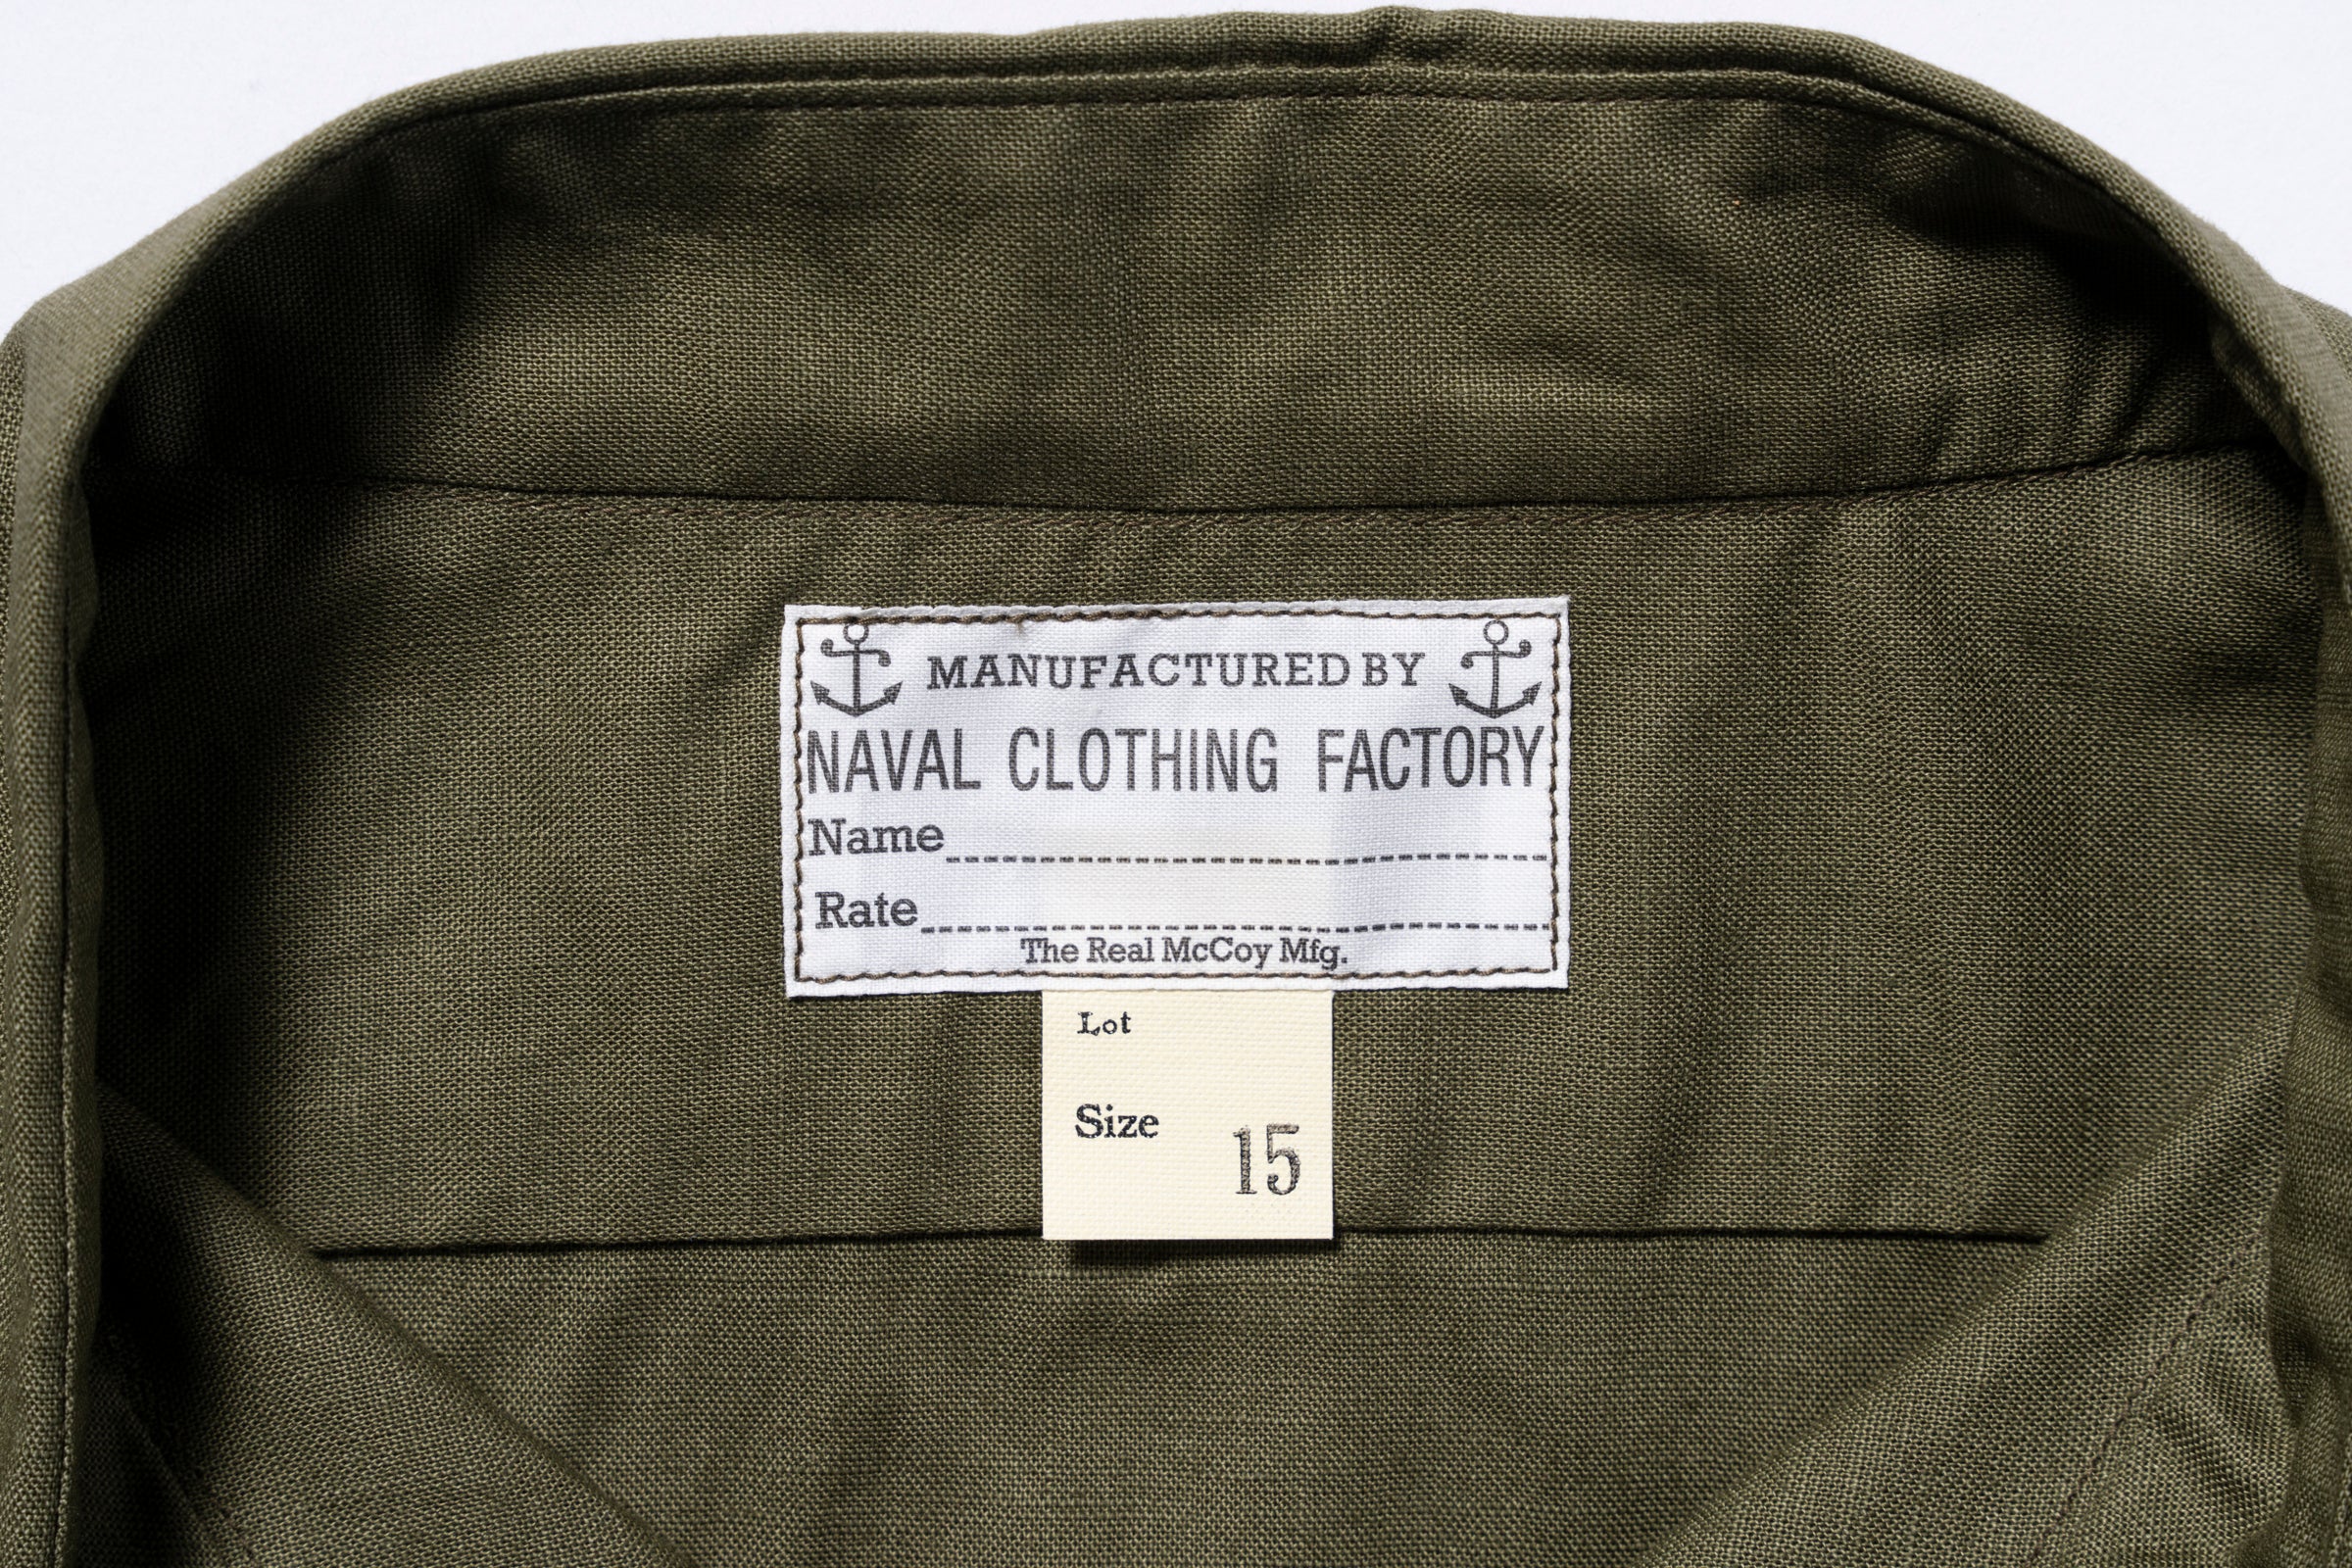 MANUFACTURED BY
NAVAL CLOTHING FACTORY
Name
Rate
The Real McCoy Mfg.
Lot
Size 15